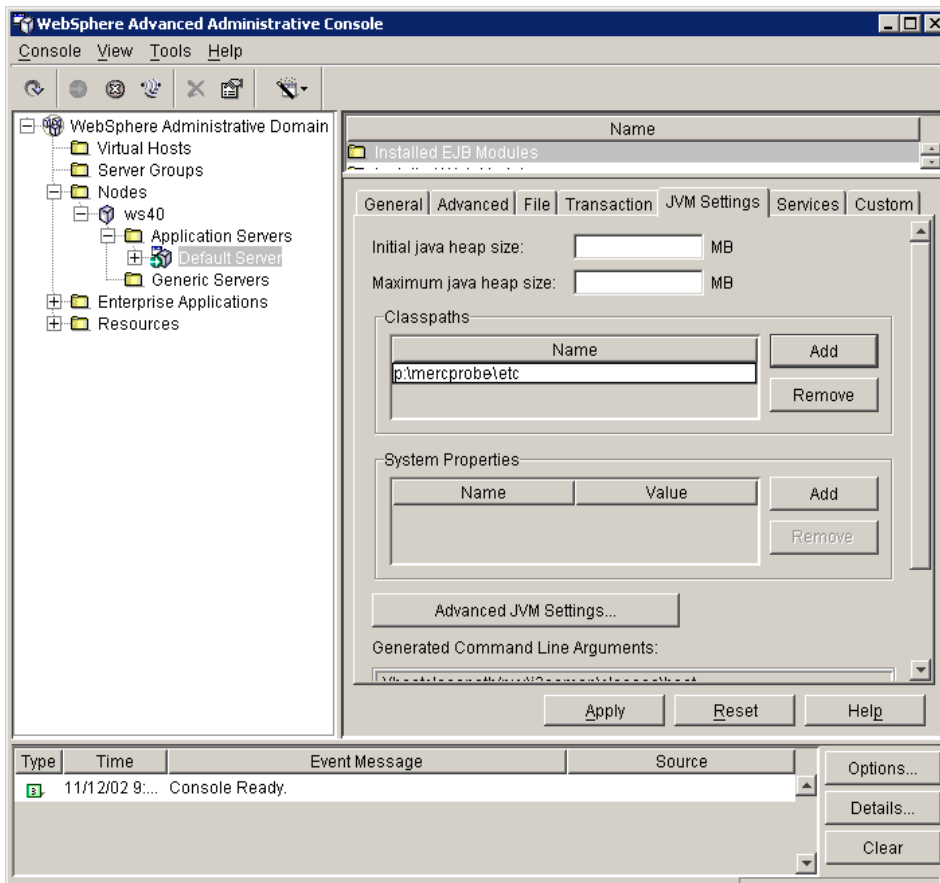 WebSphere Advanced Administrative Console
Console View Tools Help
WebSphere Administrative Domain
Virtual Hosts
Server Groups
Nodes
ws40
Application Servers
Default Server
Generic Servers
Enterprise Applications
Resources
Name
Installed EJB Modules
General Advanced File Transaction JVM Settings Services Custom
Initial java heap size: MB
Maximum java heap size: MB
Classpaths
Name
p:\mercprobe\etc
Add
Remove
System Properties
Name Value
Add
Remove
Advanced JVM Settings...
Generated Command Line Arguments:
Apply Reset Help
Type Time Event Message Source
11/12/02 9:... Console Ready.
Options...
Details...
Clear